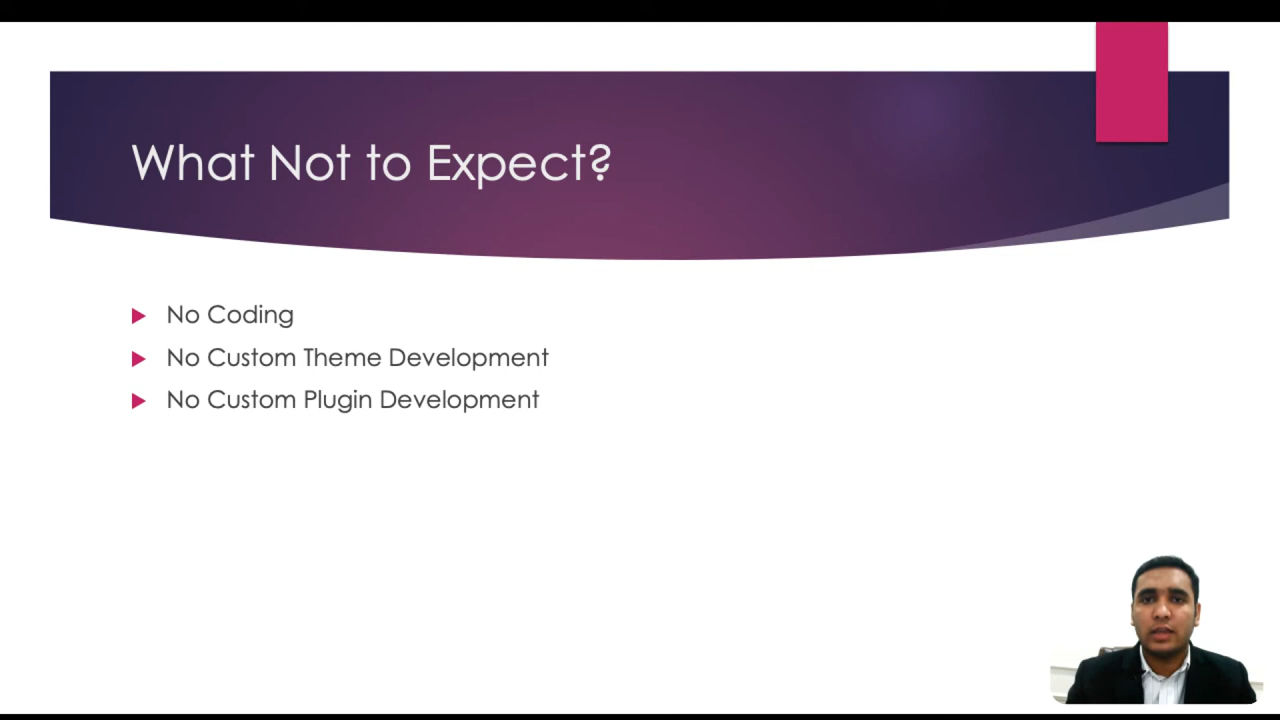 What Not to Expect?
No Coding
No Custom Theme Development
No Custom Plugin Development